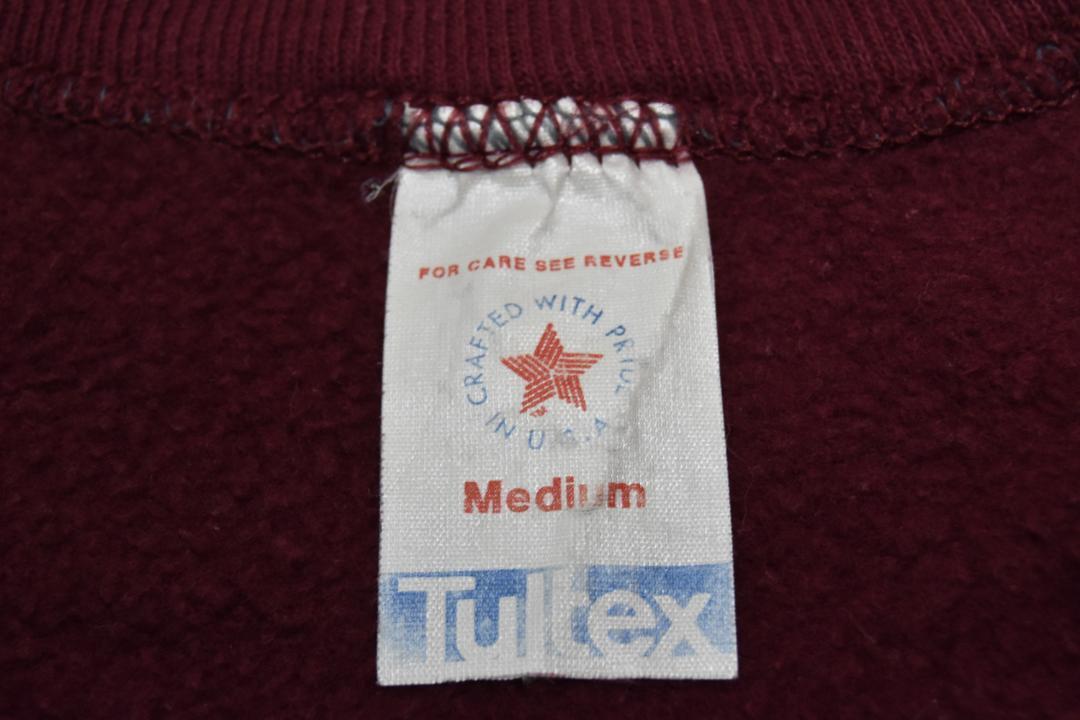 FOR CARE SEE REVERSE
CRAFTED WITH PRIDE
IN U.S.A
Medium
Tultex